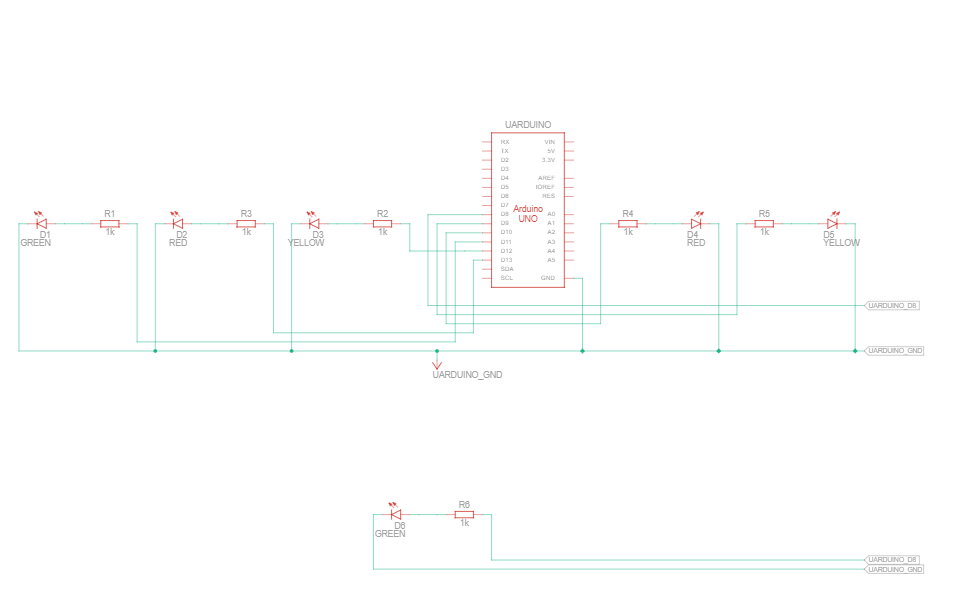 UARDUINO
RX
TX
D2
D3
D4
D5
D6
D7
D8
D9
D10
D11
D12
D13
SDA
SCL
VIN
5V
3.3V
AREF
IOREF
RES
A0
A1
A2
A3
A4
A5
GND
Arduino
UNO
D1
GREEN
R1
1k
D2
RED
R3
1k
D3
YELLOW
R2
1k
R4
1k
D4
RED
R5
1k
D5
YELLOW
UARDUINO_D8
UARDUINO_GND
UARDUINO_GND
D6
GREEN
R6
1k
UARDUINO_D8
UARDUINO_GND